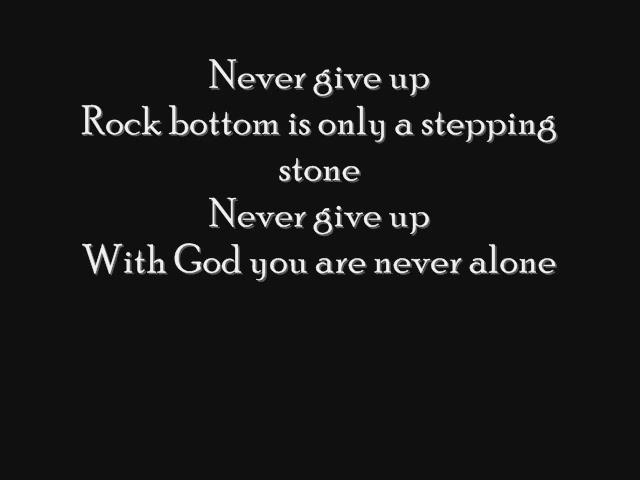 Never give up
Rock bottom is only a stepping
stone
Never give up
With God you are never alone